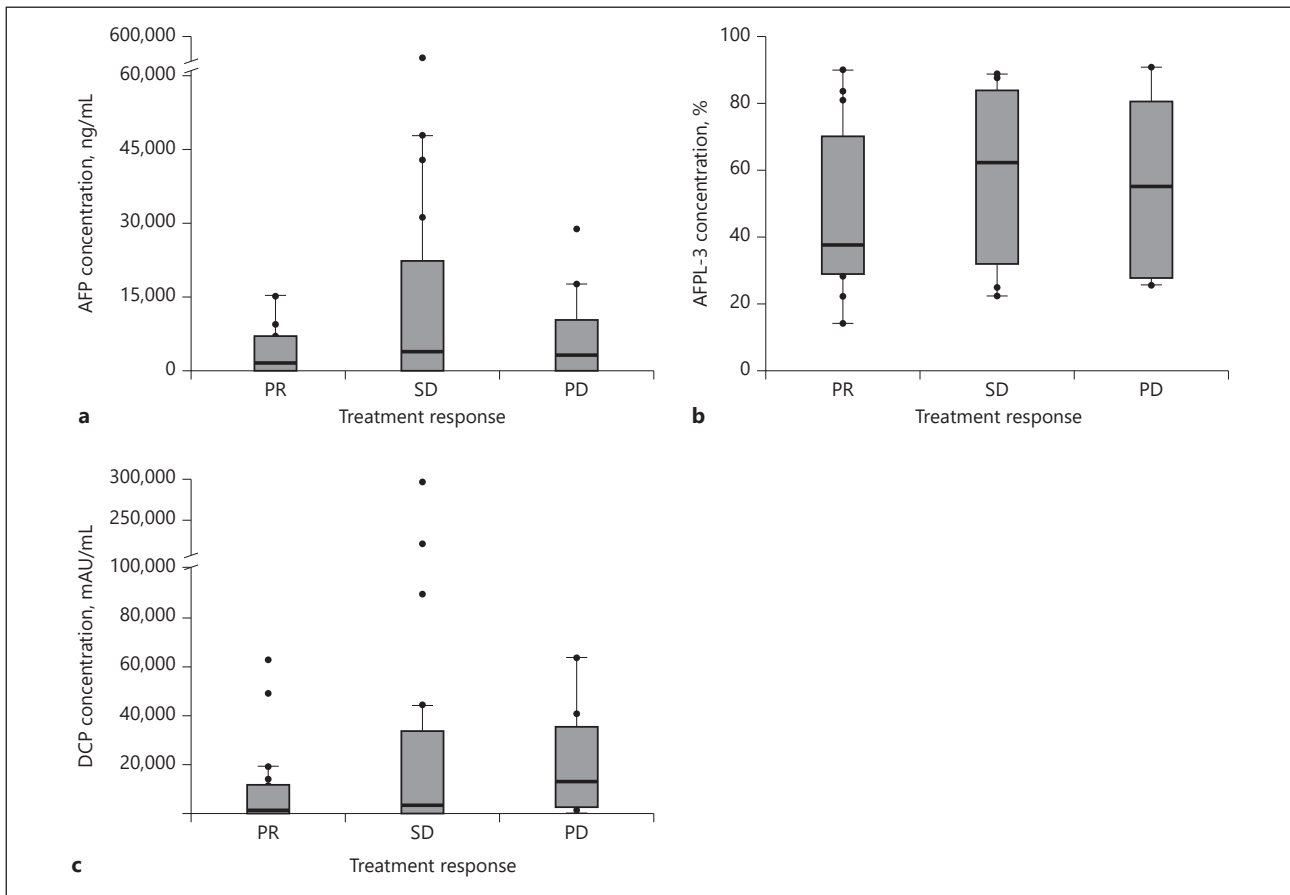 600,000
60,000
45,000
30,000
15,000
0
AFP concentration, ng/mL
PR SD PD
Treatment response
a
100
80
60
40
20
0
AFPL-3 concentration, %
PR SD PD
Treatment response
b
300,000
250,000
100,000
80,000
60,000
40,000
20,000
DCP concentration, mAU/mL
PR SD PD
Treatment response
c